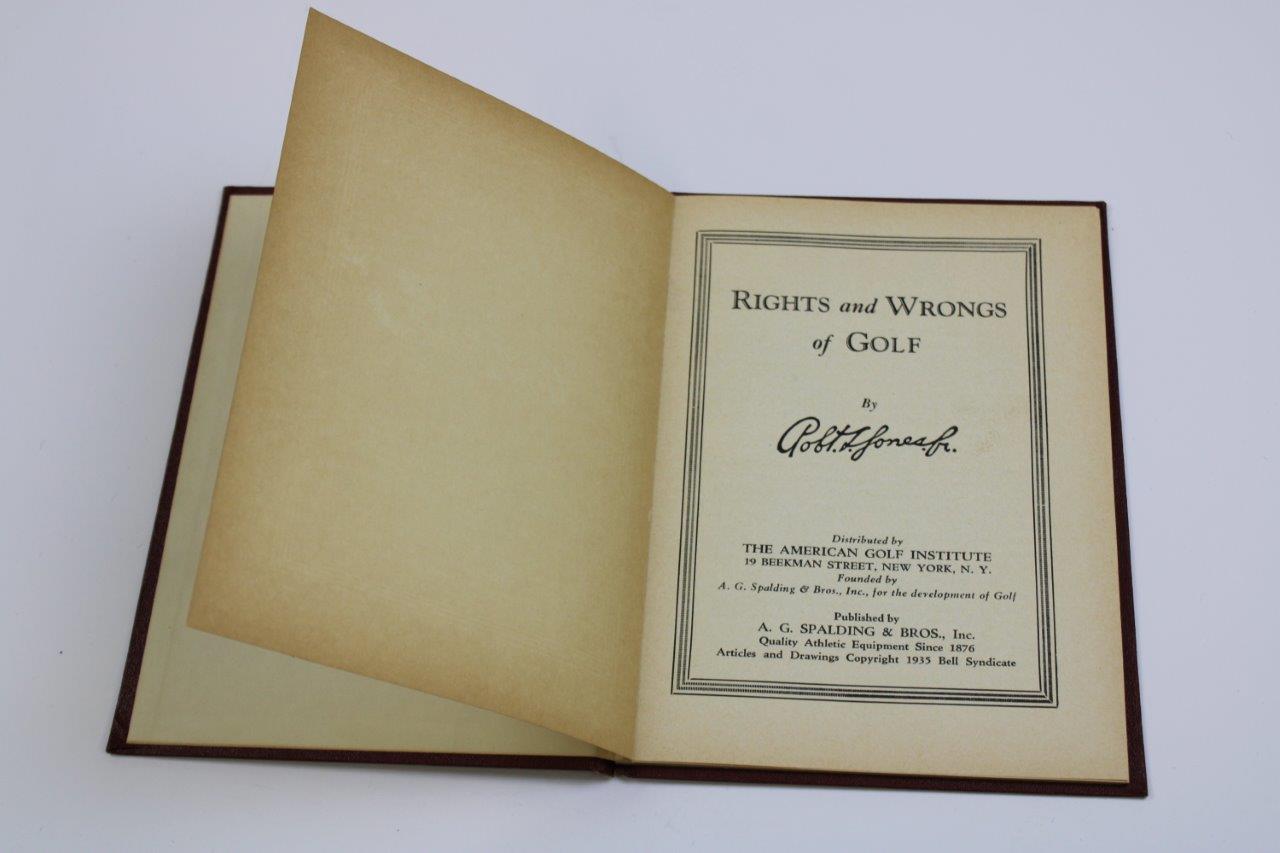 RIGHTS and WRONGS
of GOLF
By
Robt. T. Jones, Jr.
Distributed by
THE AMERICAN GOLF INSTITUTE
19 BEEKMAN STREET, NEW YORK, N. Y.
Founded by
A. G. Spalding & Bros., Inc., for the development of Golf
Published by
A. G. SPALDING & BROS., Inc.
Quality Athletic Equipment Since 1876
Articles and Drawings Copyright 1935 Bell Syndicate